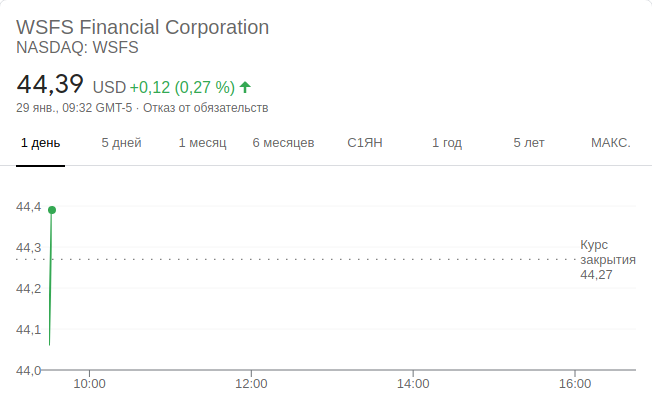 WSFS Financial Corporation
NASDAQ: WSFS
44,39 USD +0,12 (0,27 %)
29 янв., 09:32 GMT-5 · Отказ от обязательств
1 день 5 дней 1 месяц 6 месяцев С1ЯН 1 год 5 лет МАКС.
44,4
44,3
44,2
44,1
44,0
Курс
закрытия
44,27
10:00 12:00 14:00 16:00